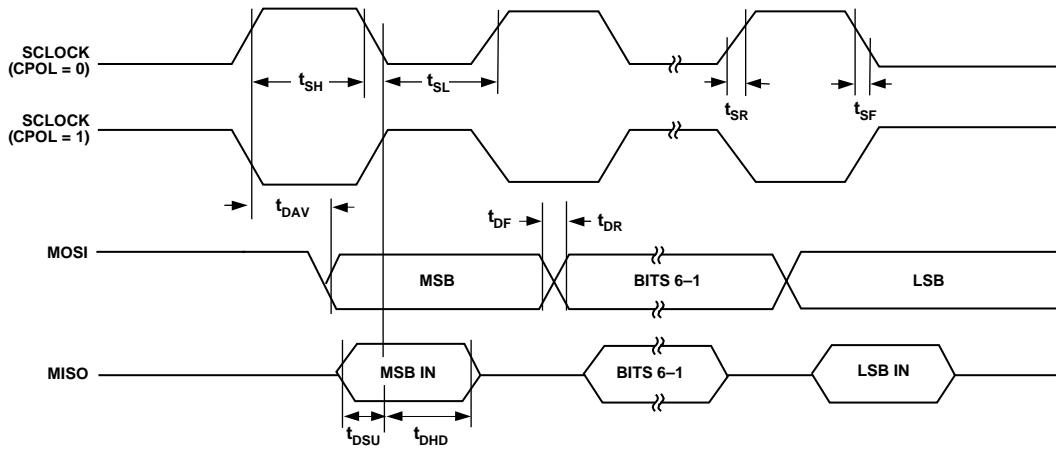 SCLOCK
(CPOL = 0)
tSH
tSL
tSR
tSF
SCLOCK
(CPOL = 1)
tDAV
tDF
tDR
MOSI
MSB
BITS 6–1
LSB
MISO
MSB IN
BITS 6–1
LSB IN
tDSU
tDHD